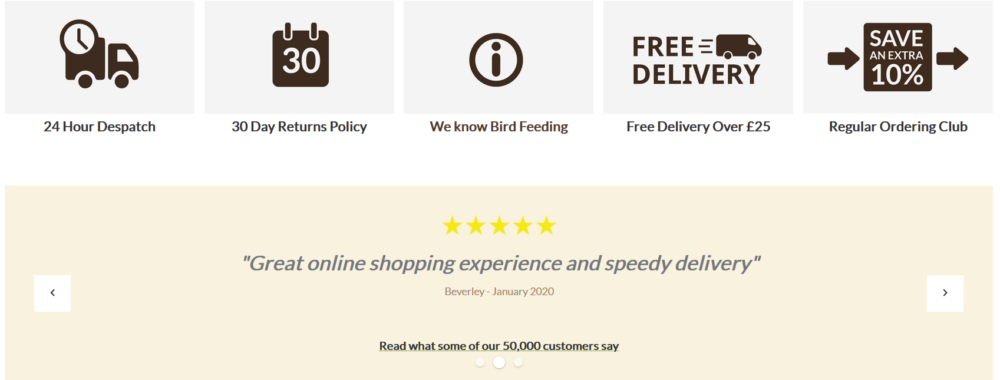 30
FREE
DELIVERY
SAVE
AN EXTRA
10%
24 Hour Despatch
30 Day Returns Policy
We know Bird Feeding
Free Delivery Over £25
Regular Ordering Club
"Great online shopping experience and speedy delivery"
Beverley - January 2020
Read what some of our 50,000 customers say